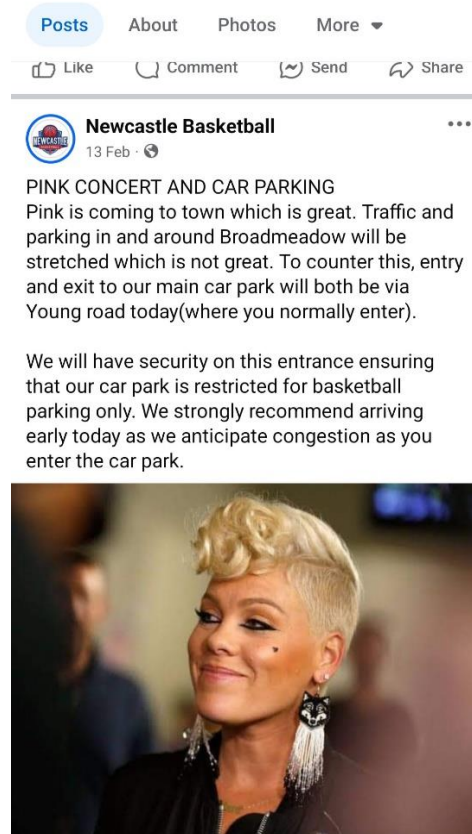 Posts About Photos More
Like Comment Send Share
NEWCASTLE
Newcastle Basketball
13 Feb ·
PINK CONCERT AND CAR PARKING
Pink is coming to town which is great. Traffic and
parking in and around Broadmeadow will be
stretched which is not great. To counter this, entry
and exit to our main car park will both be via
Young road today(where you normally enter).
We will have security on this entrance ensuring
that our car park is restricted for basketball
parking only. We strongly recommend arriving
early today as we anticipate congestion as you
enter the car park.